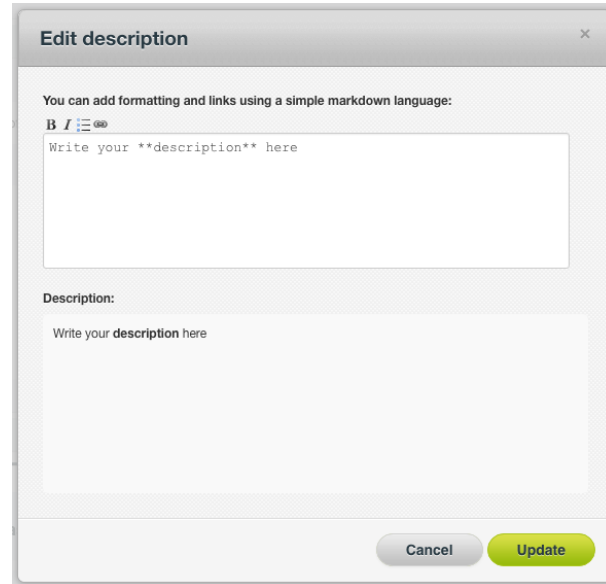 Edit description
×
You can add formatting and links using a simple markdown language:
B I
Write your **description** here
Description:
Write your description here
Cancel Update